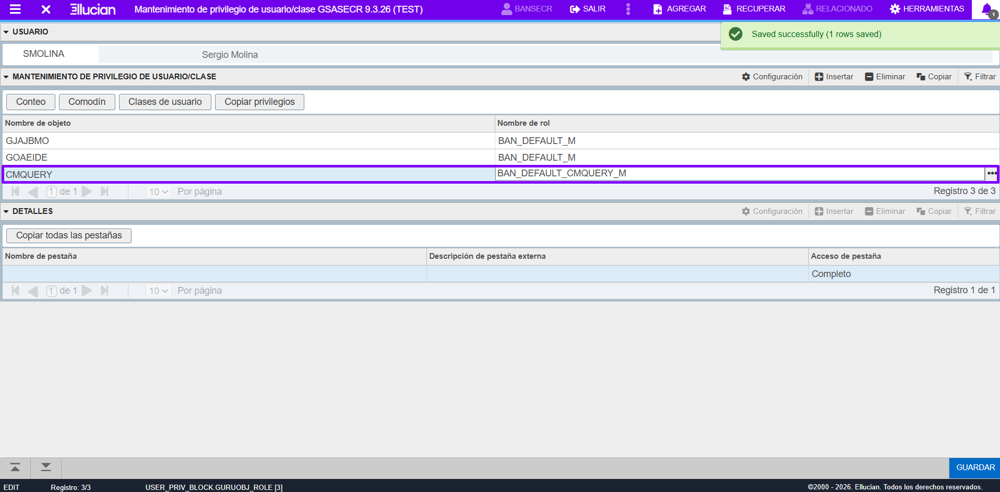 Ellucian Mantenimiento de privilegio de usuario/clase GSASECR 9.3.26 (TEST) BANSECR SALIR AGREGAR RECUPERAR RELACIONADO HERRAMIENTAS 1
USUARIO
Saved successfully (1 rows saved)
SMOLINA Sergio Molina
MANTENIMIENTO DE PRIVILEGIO DE USUARIO/CLASE Configuración Insertar Eliminar Copiar Filtrar
Conteo Comodín Clases de usuario Copiar privilegios
Nombre de objeto Nombre de rol
GJAJBMO BAN_DEFAULT_M
GOAEIDE BAN_DEFAULT_M
CMQUERY BAN_DEFAULT_CMQUERY_M
1 de 1 10 Por página Registro 3 de 3
DETALLES Configuración Insertar Eliminar Copiar Filtrar
Copiar todas las pestañas
Nombre de pestaña Descripción de pestaña externa Acceso de pestaña
Completo
1 de 1 10 Por página Registro 1 de 1
GUARDAR
EDIT Registro: 3/3 USER_PRIV_BLOCK.GURUOBJ_ROLE [3] ©2000 - 2026. Ellucian. Todos los derechos reservados.